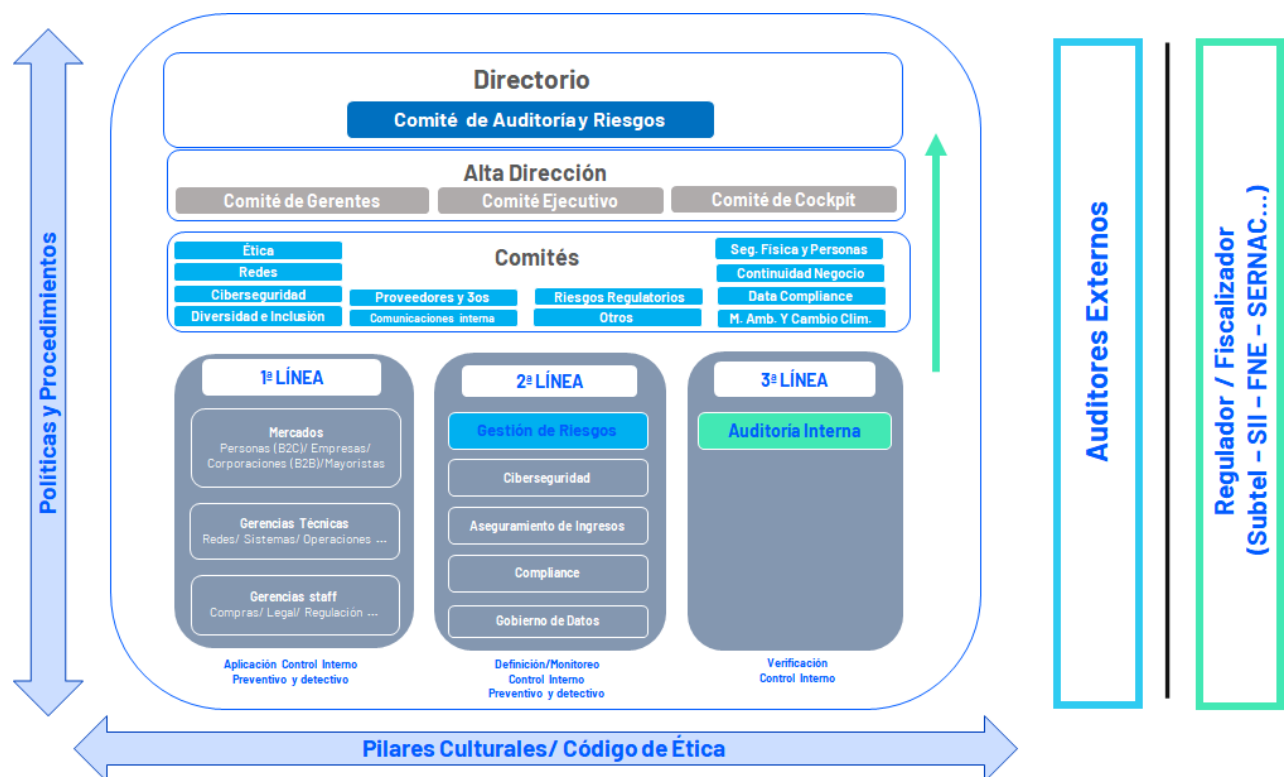 Directorio
Comité de Auditoría y Riesgos
Alta Dirección
Comité de Gerentes
Comité Ejecutivo
Comité de Cockpit
Comités
Ética
Redes
Ciberseguridad
Diversidad e Inclusión
Proveedores y 3os
Comunicaciones interna
Riesgos Regulatorios
Otros
Seg. Física y Personas
Continuidad Negocio
Data Compliance
M. Amb. Y Cambio Clim.
1ª LÍNEA
Mercados
Personas (B2C)/ Empresas/
Corporaciones (B2B)/Mayoristas
Gerencias Técnicas
Redes/ Sistemas/ Operaciones ...
Gerencias staff
Compras/ Legal/ Regulación ...
Aplicación Control Interno
Preventivo y detectivo
2ª LÍNEA
Gestión de Riesgos
Ciberseguridad
Aseguramiento de Ingresos
Compliance
Gobierno de Datos
Definición/Monitoreo
Control Interno
Preventivo y detectivo
3ª LÍNEA
Auditoría Interna
Verificación
Control Interno
Políticas y Procedimientos
Pilares Culturales/ Código de Ética
Auditores Externos
Regulador / Fiscalizador
(Subtel – SII – FNE – SERNAC...)